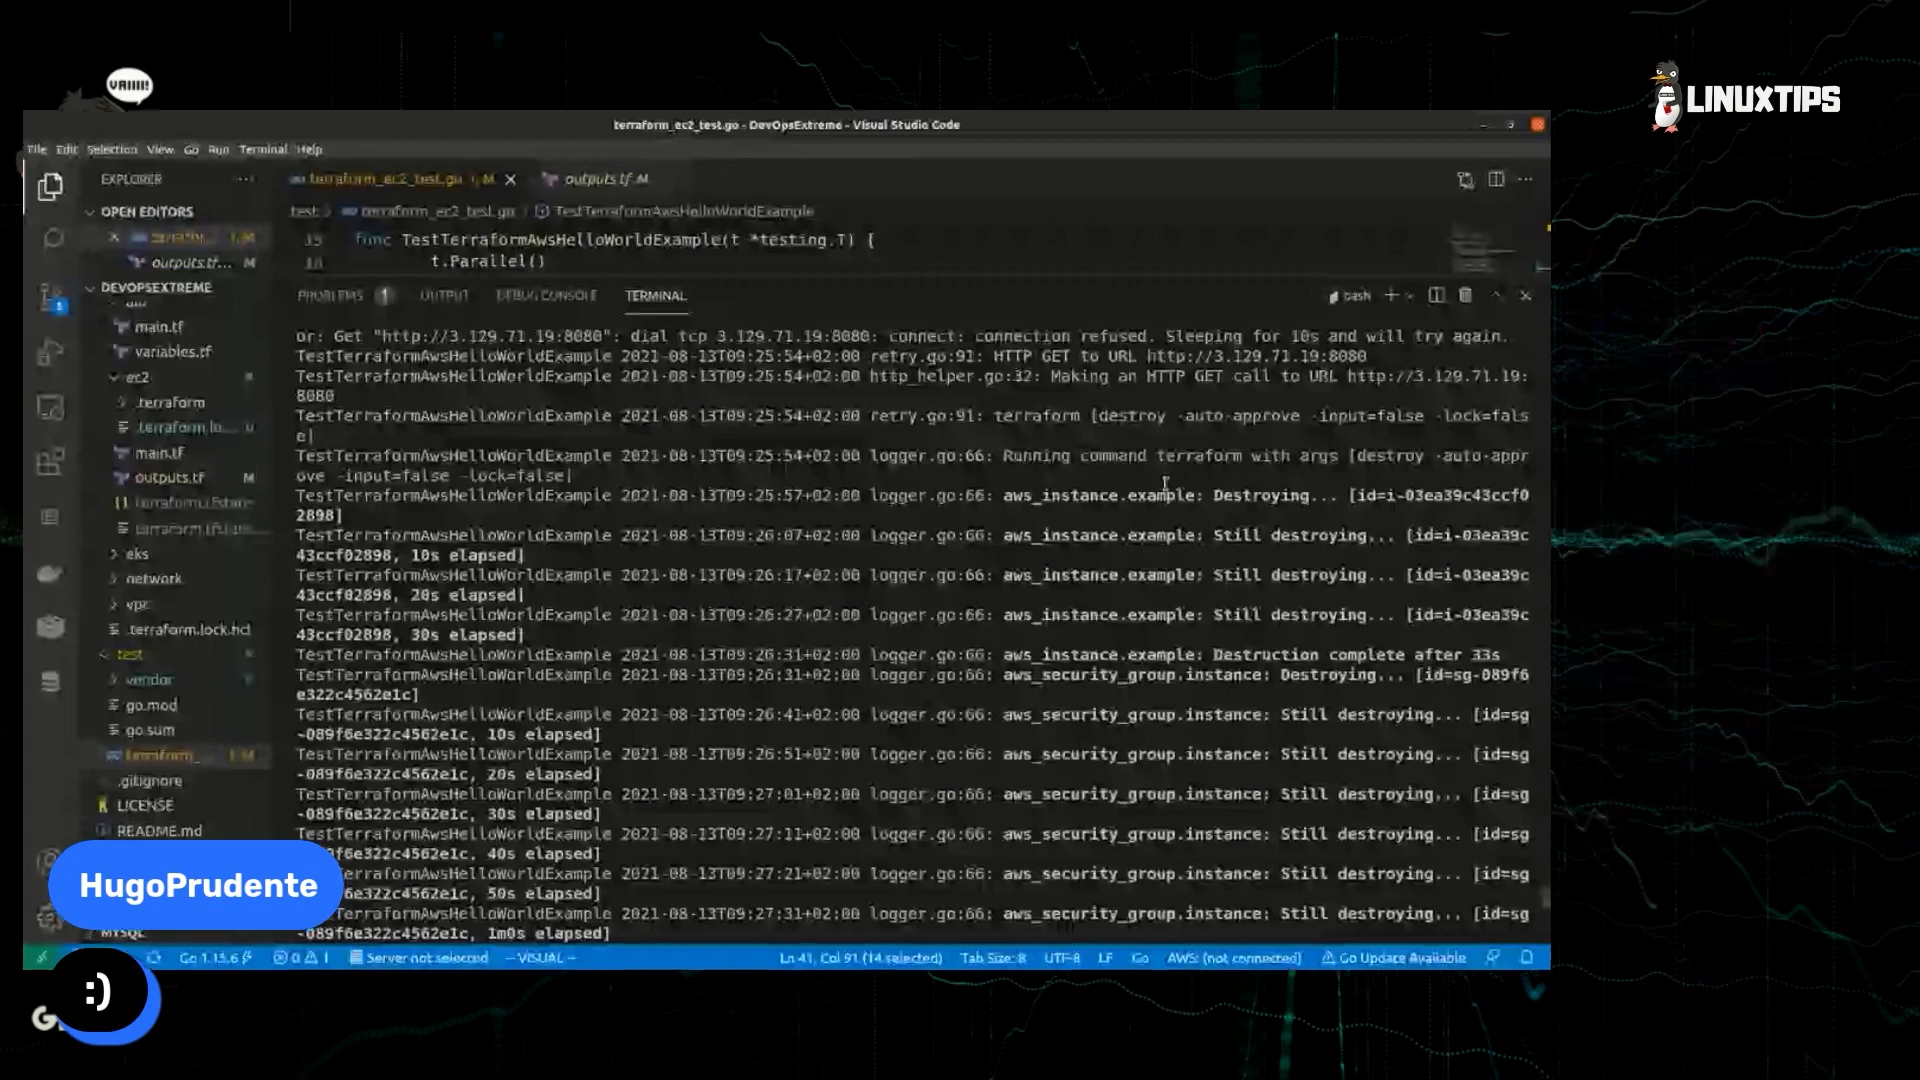 VAIIII!
LINUXTIPS
terraform_ec2_test.go - DevOpsExtreme - Visual Studio Code
File Edit Selection View Go Run Terminal Help
EXPLORER
terraform_ec2_test.go 1, M
outputs.tf M
OPEN EDITORS
test > terraform_ec2_test.go > TestTerraformAwsHelloWorldExample
1, M
15 func TestTerraformAwsHelloWorldExample(t *testing.T) {
outputs.tf... M
16 t.Parallel()
DEVOPSEXTREME
PROBLEMS 1 OUTPUT DEBUG CONSOLE TERMINAL
bash
main.tf
variables.tf
ec2
.terraform
.terraform.lo... U
main.tf
outputs.tf M
eks
network
vpc
.terraform.lock.hcl
test
vendor
go.mod
go.sum
terraform_... 1, M
.gitignore
LICENSE
README.md
MYSQL
or: Get "http://3.129.71.19:8080": dial tcp 3.129.71.19:8080: connect: connection refused. Sleeping for 10s and will try again.
TestTerraformAwsHelloWorldExample 2021-08-13T09:25:54+02:00 retry.go:91: HTTP GET to URL http://3.129.71.19:8080
TestTerraformAwsHelloWorldExample 2021-08-13T09:25:54+02:00 http_helper.go:32: Making an HTTP GET call to URL http://3.129.71.19:
8080
TestTerraformAwsHelloWorldExample 2021-08-13T09:25:54+02:00 retry.go:91: terraform [destroy -auto-approve -input=false -lock=fals
e]
TestTerraformAwsHelloWorldExample 2021-08-13T09:25:54+02:00 logger.go:66: Running command terraform with args [destroy -auto-appr
ove -input=false -lock=false]
TestTerraformAwsHelloWorldExample 2021-08-13T09:25:57+02:00 logger.go:66: aws_instance.example: Destroying... [id=i-03ea39c43ccf0
2898]
TestTerraformAwsHelloWorldExample 2021-08-13T09:26:07+02:00 logger.go:66: aws_instance.example: Still destroying... [id=i-03ea39c
43ccf02898, 10s elapsed]
TestTerraformAwsHelloWorldExample 2021-08-13T09:26:17+02:00 logger.go:66: aws_instance.example: Still destroying... [id=i-03ea39c
43ccf02898, 20s elapsed]
TestTerraformAwsHelloWorldExample 2021-08-13T09:26:27+02:00 logger.go:66: aws_instance.example: Still destroying... [id=i-03ea39c
43ccf02898, 30s elapsed]
TestTerraformAwsHelloWorldExample 2021-08-13T09:26:31+02:00 logger.go:66: aws_instance.example: Destruction complete after 33s
TestTerraformAwsHelloWorldExample 2021-08-13T09:26:31+02:00 logger.go:66: aws_security_group.instance: Destroying... [id=sg-089f6
e322c4562e1c]
TestTerraformAwsHelloWorldExample 2021-08-13T09:26:41+02:00 logger.go:66: aws_security_group.instance: Still destroying... [id=sg
-089f6e322c4562e1c, 10s elapsed]
TestTerraformAwsHelloWorldExample 2021-08-13T09:26:51+02:00 logger.go:66: aws_security_group.instance: Still destroying... [id=sg
-089f6e322c4562e1c, 20s elapsed]
TestTerraformAwsHelloWorldExample 2021-08-13T09:27:01+02:00 logger.go:66: aws_security_group.instance: Still destroying... [id=sg
-089f6e322c4562e1c, 30s elapsed]
TestTerraformAwsHelloWorldExample 2021-08-13T09:27:11+02:00 logger.go:66: aws_security_group.instance: Still destroying... [id=sg
f6e322c4562e1c, 40s elapsed]
TerraformAwsHelloWorldExample 2021-08-13T09:27:21+02:00 logger.go:66: aws_security_group.instance: Still destroying... [id=sg
f6e322c4562e1c, 50s elapsed]
TerraformAwsHelloWorldExample 2021-08-13T09:27:31+02:00 logger.go:66: aws_security_group.instance: Still destroying... [id=sg
-089f6e322c4562e1c, 1m0s elapsed]
HugoPrudente
Go 1.15.6 0 1 Server not selected -- VISUAL -- Ln 41, Col 91 (14 selected) Tab Size: 8 UTF-8 LF Go AWS: (not connected) Go Update Available
:)